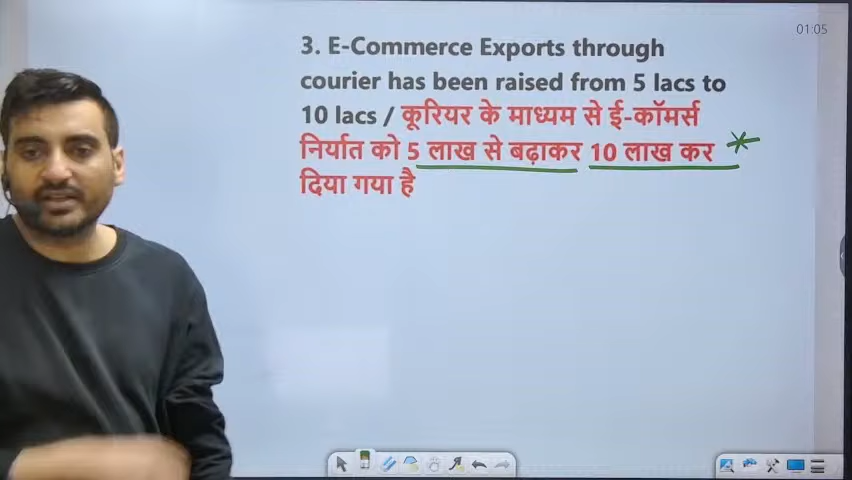 01:05
3. E-Commerce Exports through
courier has been raised from 5 lacs to
10 lacs / कूरियर के माध्यम से ई-कॉमर्स
निर्यात को 5 लाख से बढ़ाकर 10 लाख कर *
दिया गया है